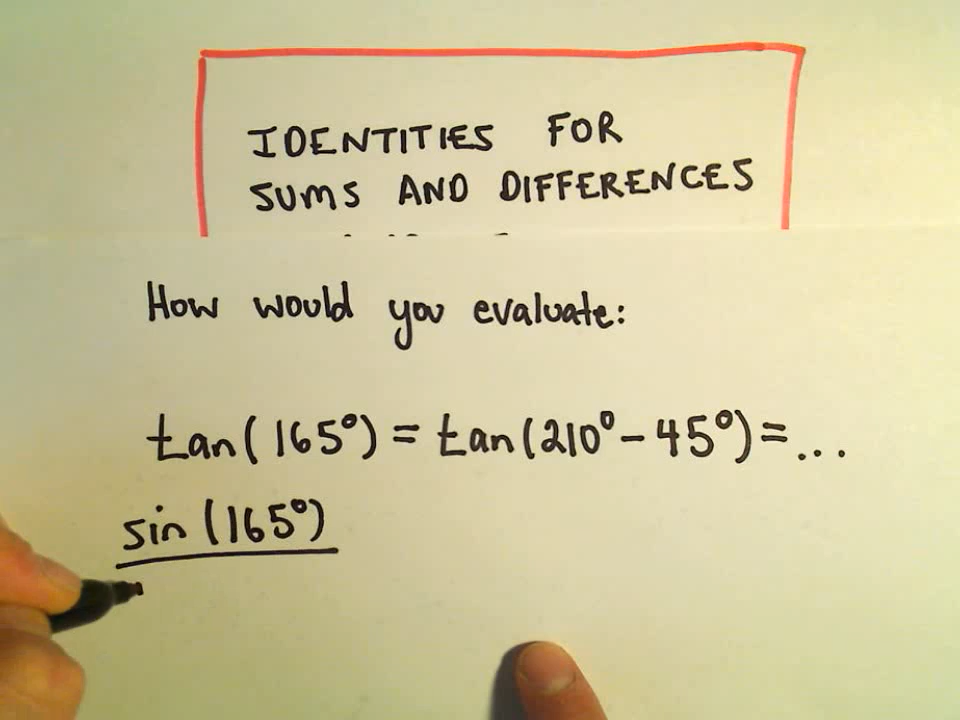 IDENTITIES FOR
SUMS AND DIFFERENCES
How would you evaluate:
tan(165°) = tan(210° - 45°) = ...
sin(165°)